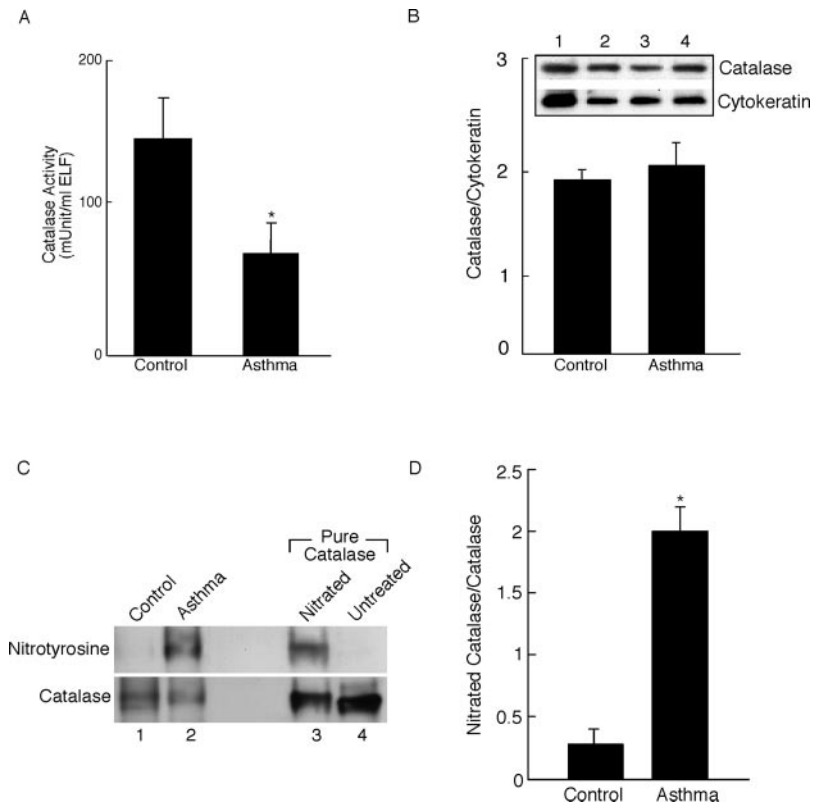 A
200
100
0
Catalase Activity
(mUnit/ml ELF)
*
Control Asthma
B
1 2 3 4
Catalase
Cytokeratin
3
2
1
0
Catalase/Cytokeratin
Control Asthma
C
Pure
Catalase
Control Asthma Nitrated Untreated
Nitrotyrosine
Catalase
1 2 3 4
D
2.5
2
1.5
1
0.5
0
Nitrated Catalase/Catalase
*
Control Asthma